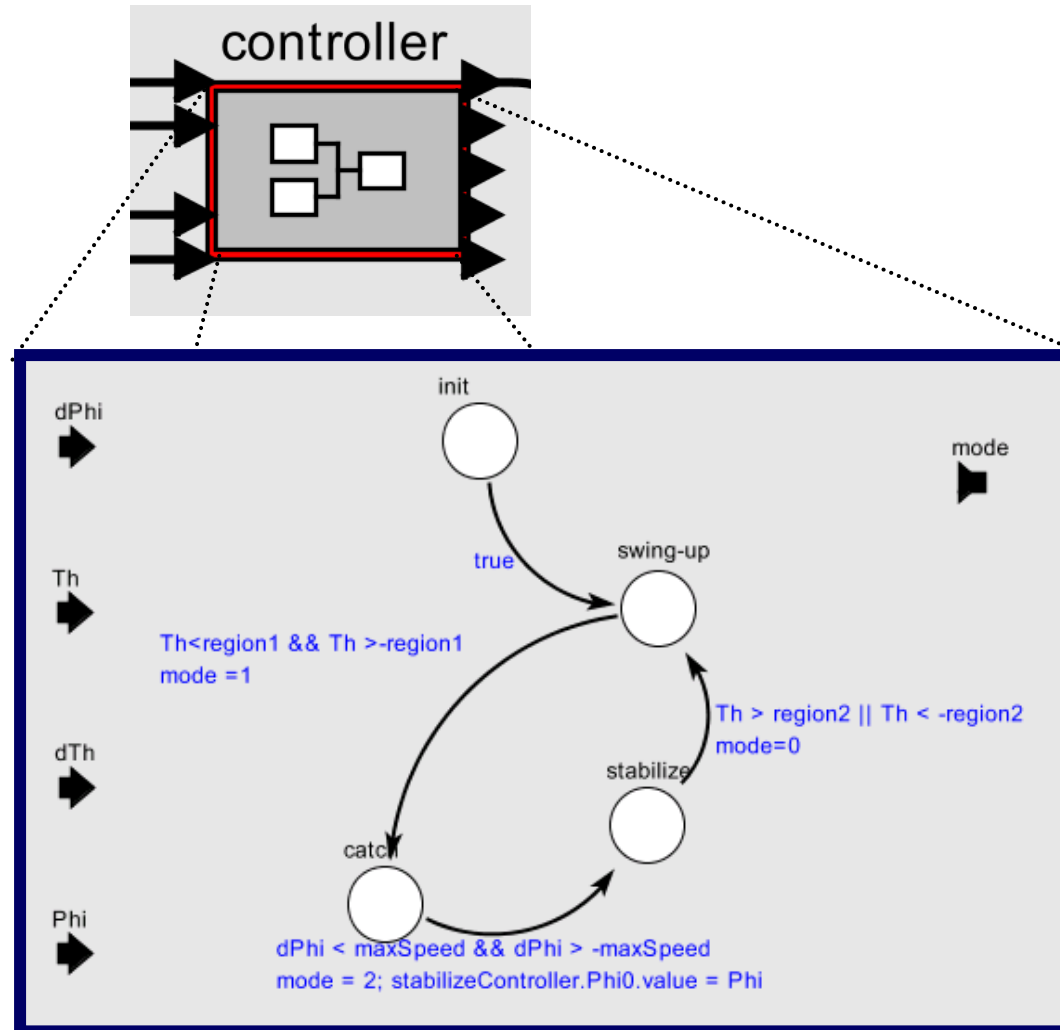 controller
init
dPhi
mode
swing-up
true
Th
Th<region1 && Th >-region1
mode =1
Th > region2 || Th < -region2
mode=0
dTh
stabilize
catch
Phi
dPhi < maxSpeed && dPhi > -maxSpeed
mode = 2; stabilizeController.Phi0.value = Phi